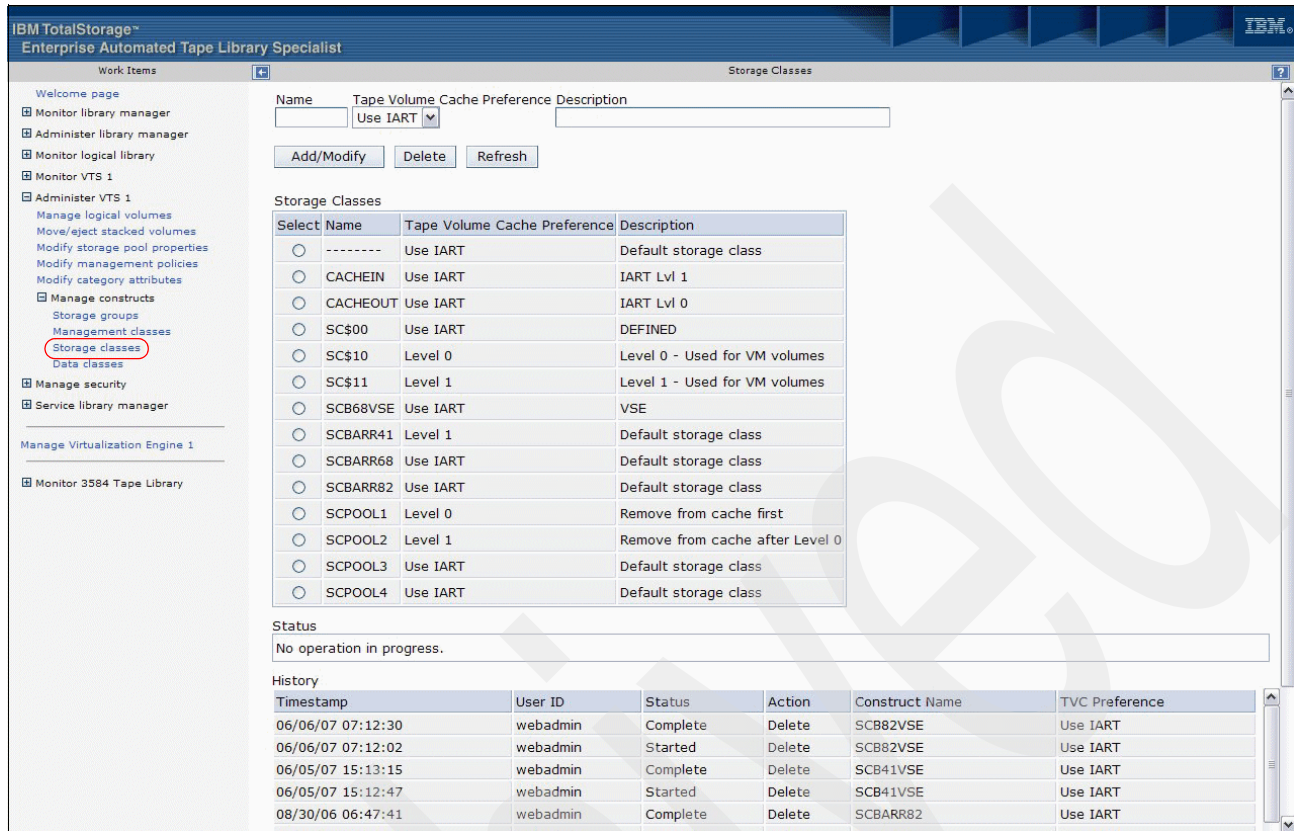 IBM TotalStorage™
Enterprise Automated Tape Library Specialist
IBM®
Work Items
Storage Classes
?
Welcome page
Monitor library manager
Administer library manager
Monitor logical library
Monitor VTS 1
Administer VTS 1
Manage logical volumes
Move/eject stacked volumes
Modify storage pool properties
Modify management policies
Modify category attributes
Manage constructs
Storage groups
Management classes
Storage classes
Data classes
Manage security
Service library manager
Manage Virtualization Engine 1
Monitor 3584 Tape Library
Name Tape Volume Cache Preference Description
Use IART
Add/Modify Delete Refresh
Storage Classes
Select Name Tape Volume Cache Preference Description
-------- Use IART Default storage class
CACHEIN Use IART IART Lvl 1
CACHEOUT Use IART IART Lvl 0
SC$00 Use IART DEFINED
SC$10 Level 0 Level 0 - Used for VM volumes
SC$11 Level 1 Level 1 - Used for VM volumes
SCB68VSE Use IART VSE
SCBARR41 Level 1 Default storage class
SCBARR68 Use IART Default storage class
SCBARR82 Use IART Default storage class
SCPOOL1 Level 0 Remove from cache first
SCPOOL2 Level 1 Remove from cache after Level 0
SCPOOL3 Use IART Default storage class
SCPOOL4 Use IART Default storage class
Status
No operation in progress.
History
Timestamp User ID Status Action Construct Name TVC Preference
06/06/07 07:12:30 webadmin Complete Delete SCB82VSE Use IART
06/06/07 07:12:02 webadmin Started Delete SCB82VSE Use IART
06/05/07 15:13:15 webadmin Complete Delete SCB41VSE Use IART
06/05/07 15:12:47 webadmin Started Delete SCB41VSE Use IART
08/30/06 06:47:41 webadmin Complete Delete SCBARR82 Use IART